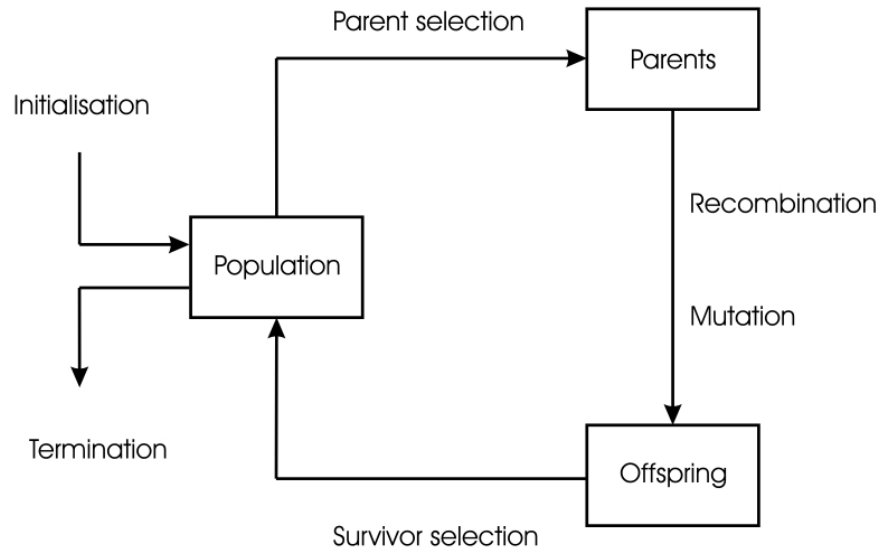 Parent selection
Parents
Initialisation
Recombination
Population
Mutation
Termination
Offspring
Survivor selection